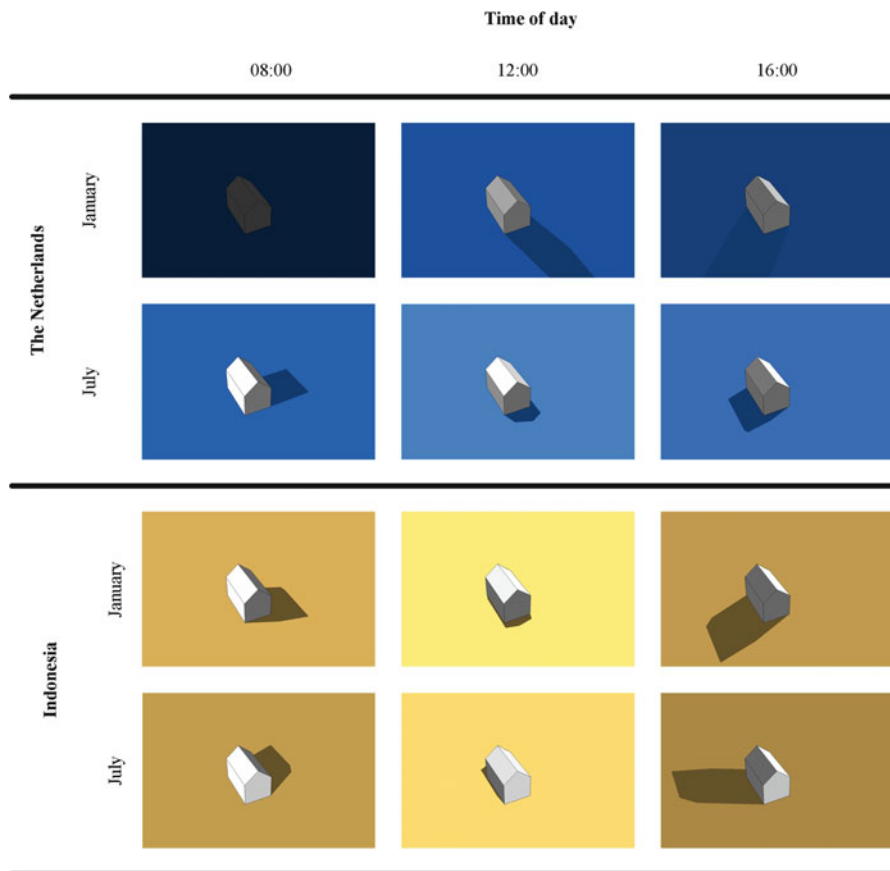 Time of day
08:00
12:00
16:00
The Netherlands
January
July
Indonesia
January
July